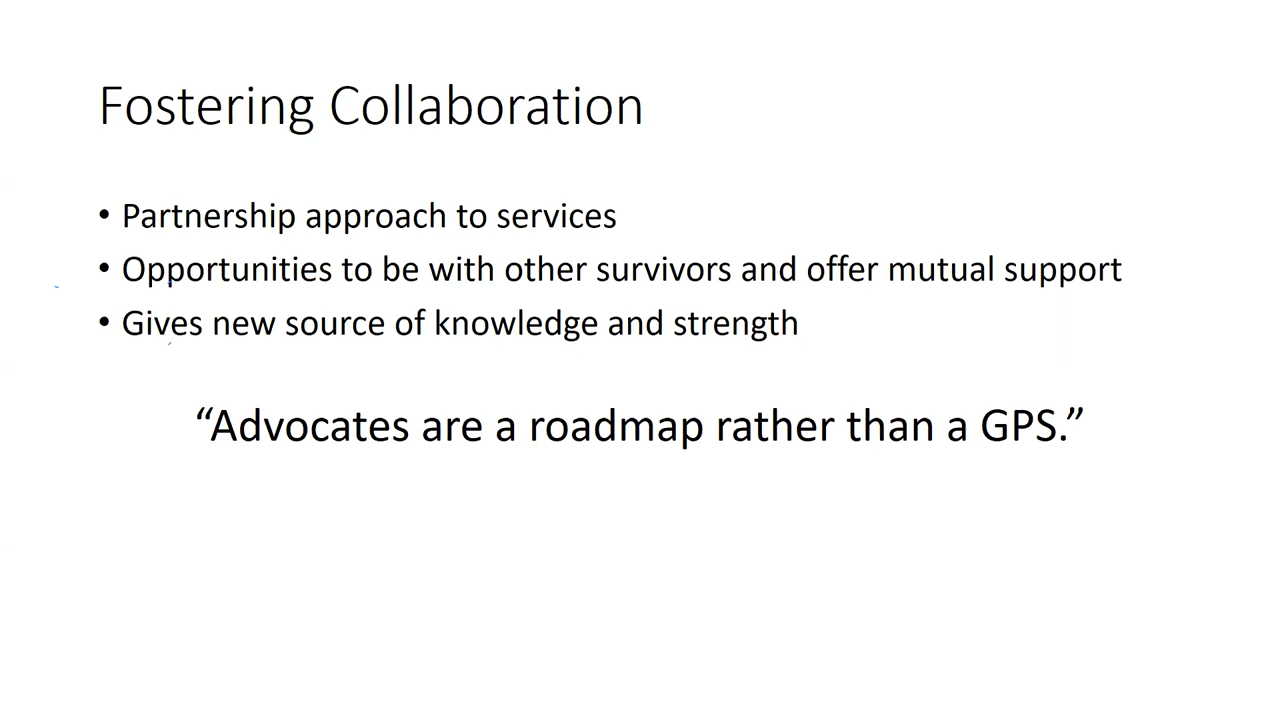 Fostering Collaboration
• Partnership approach to services
• Opportunities to be with other survivors and offer mutual support
• Gives new source of knowledge and strength
“Advocates are a roadmap rather than a GPS.”